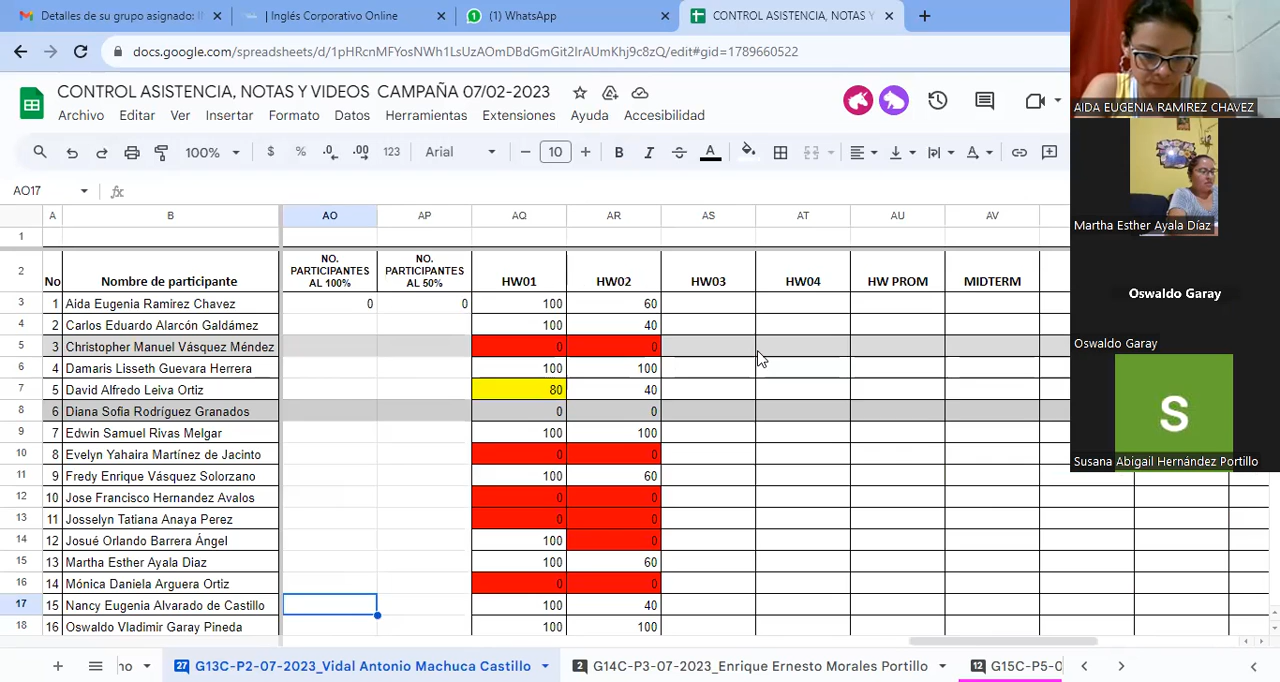 Detalles de su grupo asignado: I
Inglés Corporativo Online
(1) WhatsApp
CONTROL ASISTENCIA, NOTAS Y
docs.google.com/spreadsheets/d/1pHRcnMFYosNWh1LsUzAOmDBdGmGit2IrAUmKhj9c8zQ/edit#gid=1789660522
CONTROL ASISTENCIA, NOTAS Y VIDEOS CAMPAÑA 07/02-2023
Archivo Editar Ver Insertar Formato Datos Herramientas Extensiones Ayuda Accesibilidad
100% $ % .0 .00 123 Arial − 10 + B I A
AO17 fx
A B AO AP AQ AR AS AT AU AV
1
2 No Nombre de participante NO. PARTICIPANTES AL 100% NO. PARTICIPANTES AL 50% HW01 HW02 HW03 HW04 HW PROM MIDTERM
3 1 Aida Eugenia Ramirez Chavez 0 0 100 60
4 2 Carlos Eduardo Alarcón Galdámez 100 40
5 3 Christopher Manuel Vásquez Méndez 0 0
6 4 Damaris Lisseth Guevara Herrera 100 100
7 5 David Alfredo Leiva Ortiz 80 40
8 6 Diana Sofia Rodríguez Granados 0 0
9 7 Edwin Samuel Rivas Melgar 100 100
10 8 Evelyn Yahaira Martínez de Jacinto 0 0
11 9 Fredy Enrique Vésquez Solorzano 100 60
12 10 Jose Francisco Hernandez Avalos 0 0
13 11 Josselyn Tatiana Anaya Perez 0 0
14 12 Josué Orlando Barrera Ángel 100 0
15 13 Martha Esther Ayala Diaz 100 60
16 14 Mónica Daniela Arguera Ortiz 0 0
17 15 Nancy Eugenia Alvarado de Castillo 100 40
18 16 Oswaldo Vladimir Garay Pineda 100 100
27 G13C-P2-07-2023_Vidal Antonio Machuca Castillo
2 G14C-P3-07-2023_Enrique Ernesto Morales Portillo
12 G15C-P5-0
AIDA EUGENIA RAMIREZ CHAVEZ
Martha Esther Ayala Díaz
Oswaldo Garay
Oswaldo Garay
S
Susana Abigail Hernández Portillo